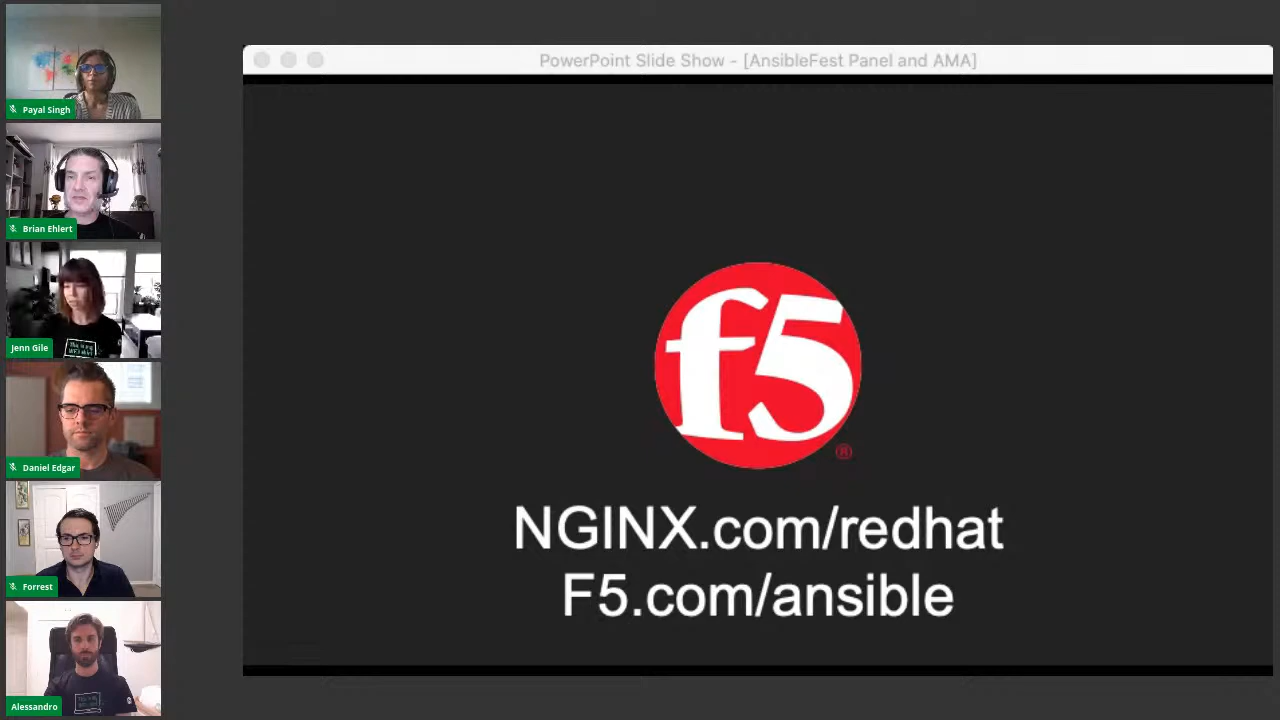 PowerPoint Slide Show - [AnsibleFest Panel and AMA]
Payal Singh
Brian Ehlert
Jenn Gile
Daniel Edgar
Forrest
Alessandro
f5
®
NGINX.com/redhat
F5.com/ansible